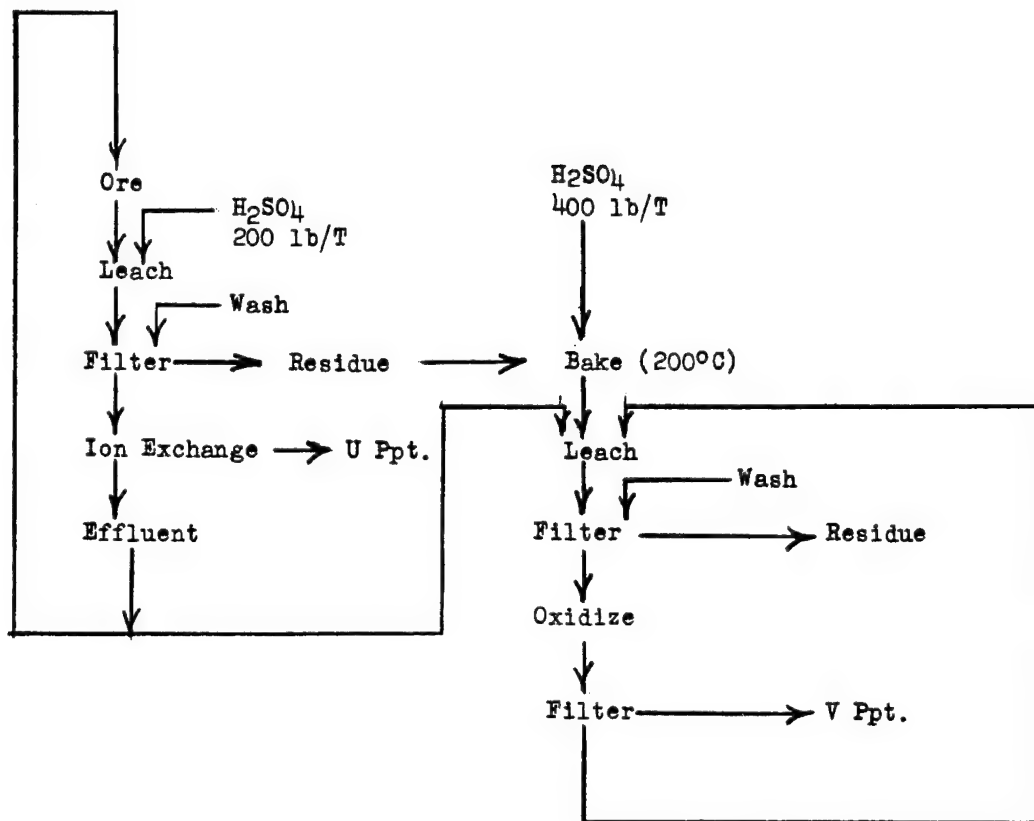 Ore
H2SO4
200 lb/T
Leach
Wash
Filter
Residue
Ion Exchange
U Ppt.
Effluent
H2SO4
400 lb/T
Bake (200°C)
Leach
Wash
Filter
Residue
Oxidize
Filter
V Ppt.